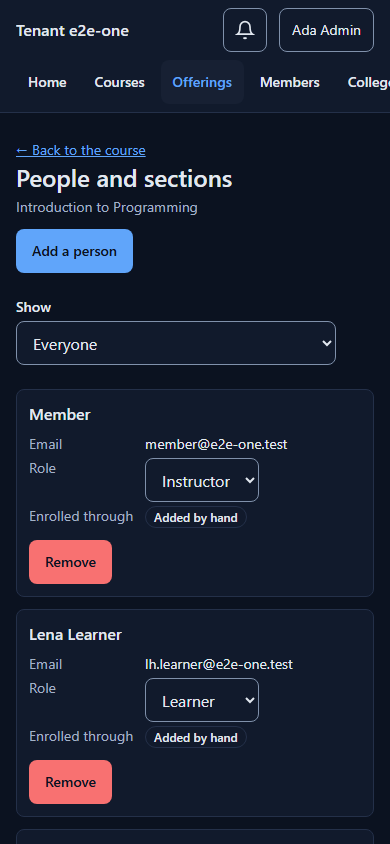 Tenant e2e-one
Ada Admin
Home Courses Offerings Members
← Back to the course
People and sections
Introduction to Programming
Add a person
Show
Everyone
Member
Email member@e2e-one.test
Role Instructor
Enrolled through Added by hand
Remove
Lena Learner
Email lh.learner@e2e-one.test
Role Learner
Enrolled through Added by hand
Remove